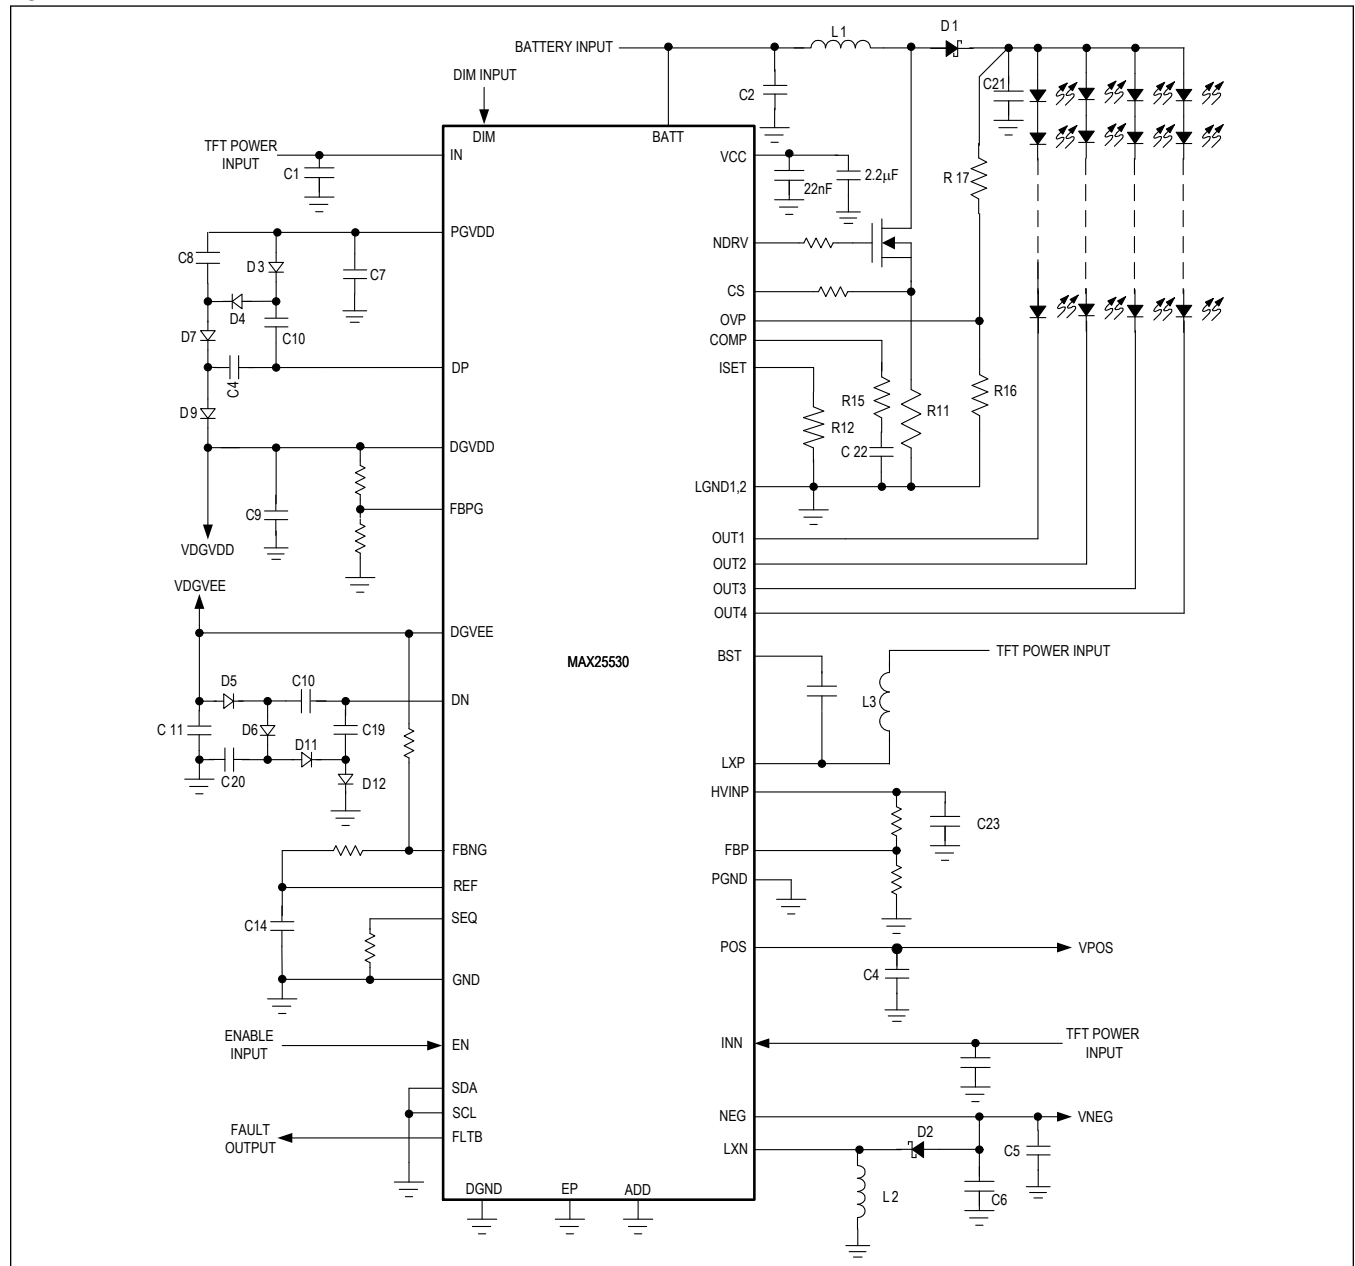 L1
D1
BATTERY INPUT
DIM INPUT
C2
C21
DIM
BATT
TFT POWER
INPUT
IN
C1
VCC
22nF
2.2µF
R 17
PGVDD
C8
D3
C7
NDRV
D4
CS
D7
C10
OVP
COMP
DP
C4
ISET
D9
R15
R11
R16
R12
DGVDD
C 22
LGND1,2
FBPG
C9
VDGVDD
OUT1
OUT2
VDGVEE
OUT3
OUT4
DGVEE
MAX25530
BST
TFT POWER INPUT
D5
C10
DN
L3
C 11
D6
C19
D11
C20
D12
LXP
HVINP
C23
FBNG
FBP
REF
PGND
C14
SEQ
POS
VPOS
C4
GND
ENABLE
INPUT
EN
INN
TFT POWER
INPUT
SDA
SCL
NEG
VNEG
FAULT
OUTPUT
FLTB
D2
LXN
C5
L2
C6
DGND
EP
ADD